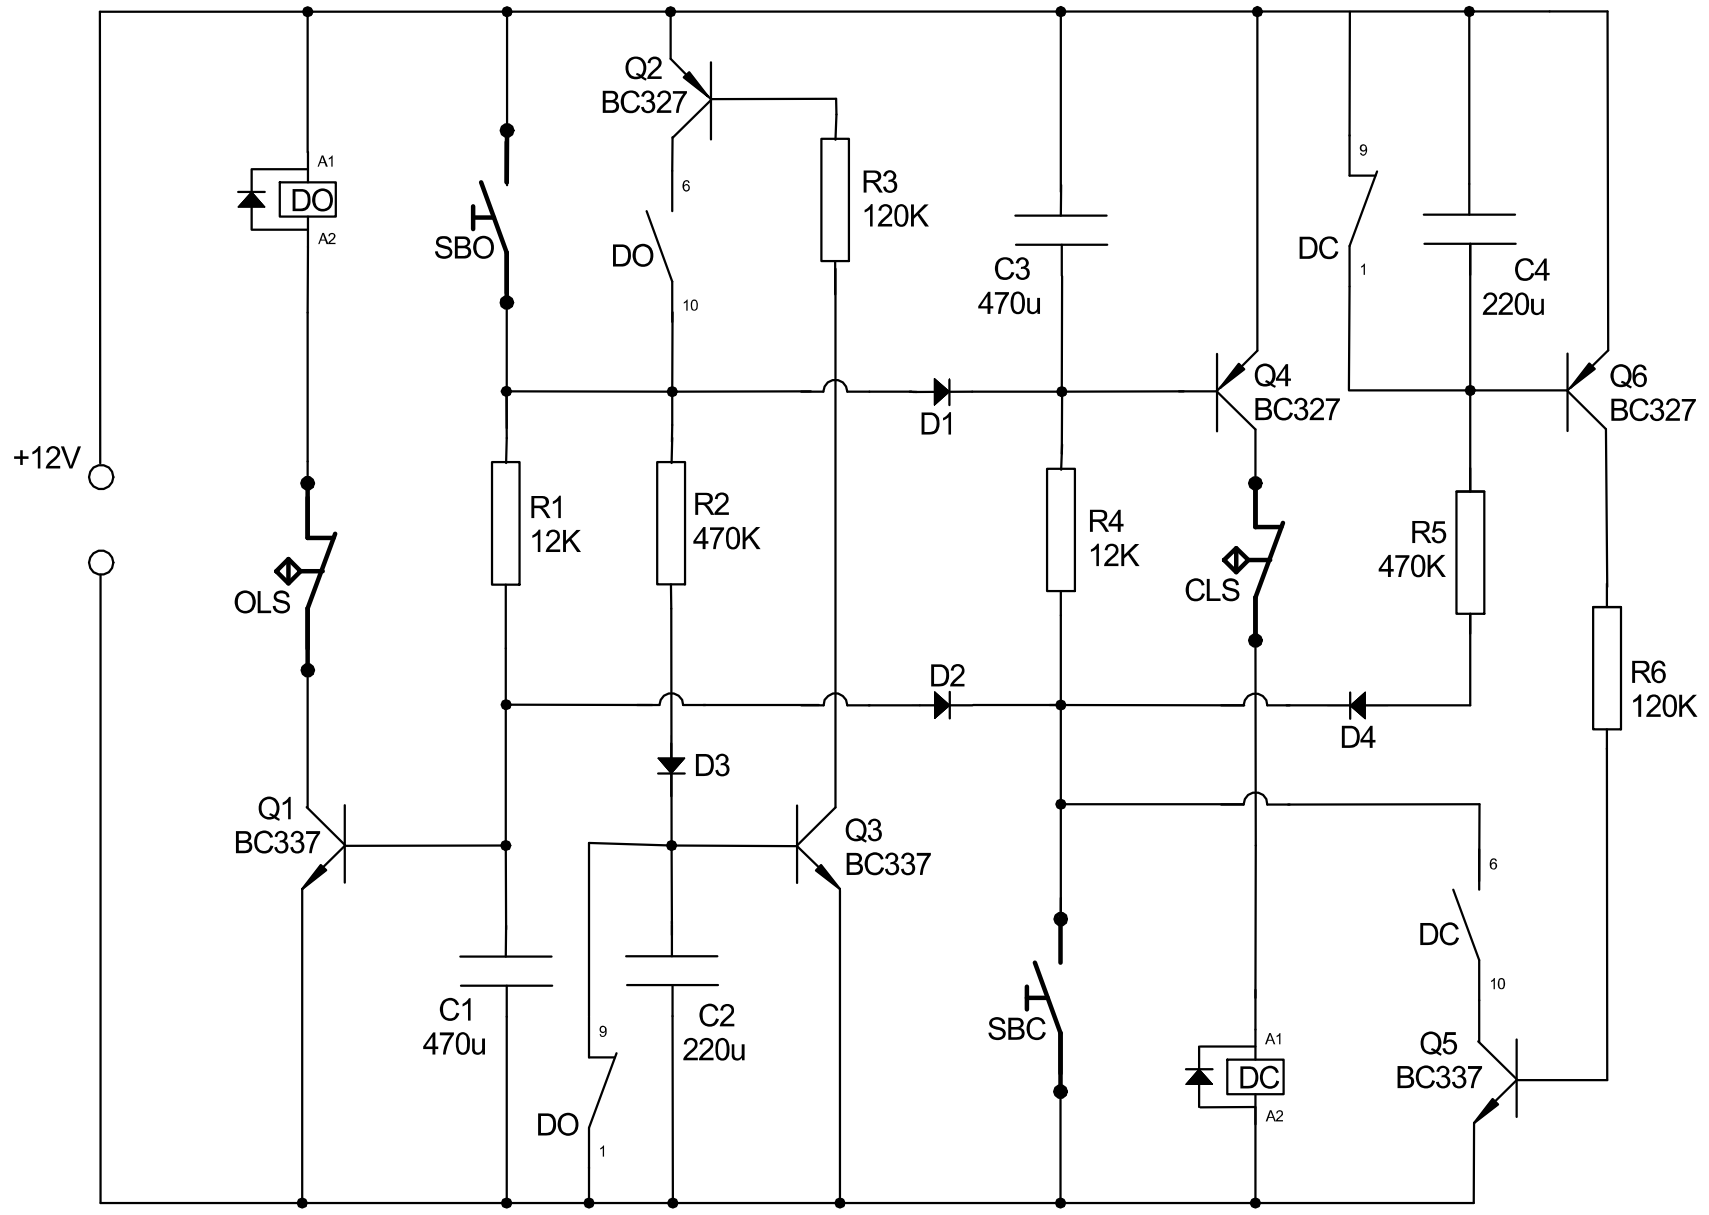 +12V
A1
DO
A2
OLS
Q1
BC337
SBO
Q2
BC327
6
DO
10
R3
120K
R1
12K
R2
470K
D3
C1
470u
9
DO
1
C2
220u
Q3
BC337
D1
D2
C3
470u
R4
12K
SBC
Q4
BC327
CLS
A1
DC
A2
9
DC
1
C4
220u
Q6
BC327
R5
470K
D4
R6
120K
6
DC
10
Q5
BC337